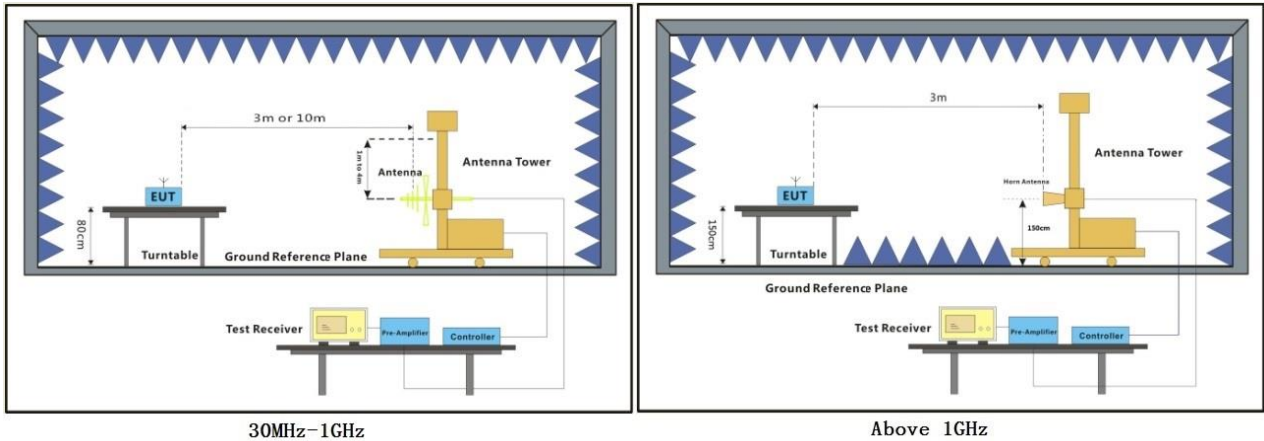 3m or 10m
1m to 4m
Antenna
Antenna Tower
EUT
80cm
Turntable
Ground Reference Plane
Test Receiver
Pre-Amplifier
Controller
30MHz-1GHz
3m
Antenna Tower
Horn Antenna
EUT
150cm
150cm
Turntable
Ground Reference Plane
Test Receiver
Pre-Amplifier
Controller
Above 1GHz